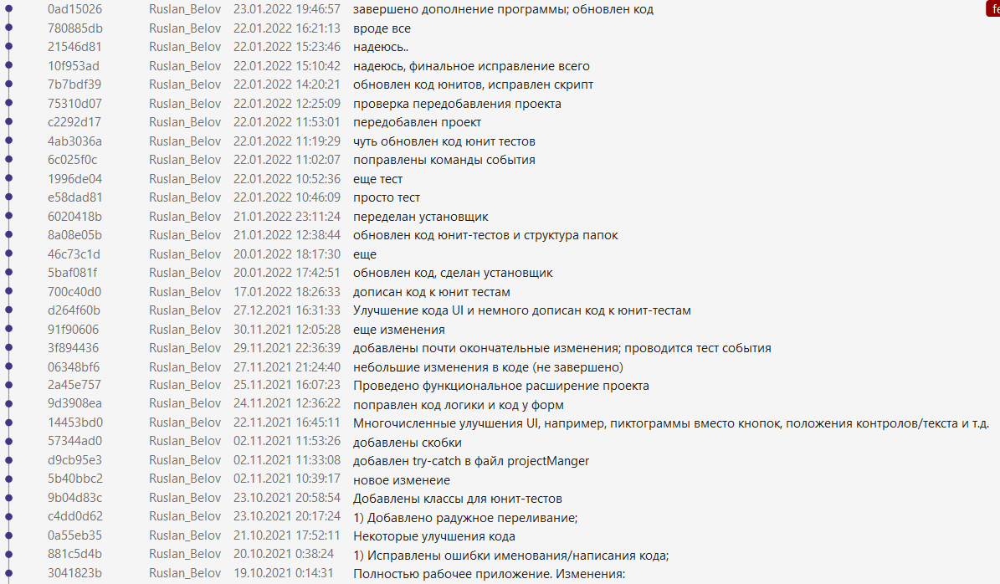 0ad15026 Ruslan_Belov 23.01.2022 19:46:57 завершено дополнение программы; обновлен код fe
780885db Ruslan_Belov 22.01.2022 16:21:13 вроде все
21546d81 Ruslan_Belov 22.01.2022 15:23:46 надеюсь..
10f953ad Ruslan_Belov 22.01.2022 15:10:42 надеюсь, финальное исправление всего
7b7bdf39 Ruslan_Belov 22.01.2022 14:20:21 обновлен код юнитов, исправлен скрипт
75310d07 Ruslan_Belov 22.01.2022 12:25:09 проверка передобавления проекта
c2292d17 Ruslan_Belov 22.01.2022 11:53:01 передобавлен проект
4ab3036a Ruslan_Belov 22.01.2022 11:19:29 чуть обновлен код юнит тестов
6c025f0c Ruslan_Belov 22.01.2022 11:02:07 поправлены команды события
1996de04 Ruslan_Belov 22.01.2022 10:52:36 еще тест
e58dad81 Ruslan_Belov 22.01.2022 10:46:09 просто тест
6020418b Ruslan_Belov 21.01.2022 23:11:24 переделан установщик
8a08e05b Ruslan_Belov 21.01.2022 12:38:44 обновлен код юнит-тестов и структура папок
46c73c1d Ruslan_Belov 20.01.2022 18:17:30 еще
5baf081f Ruslan_Belov 20.01.2022 17:42:51 обновлен код, сделан установщик
700c40d0 Ruslan_Belov 17.01.2022 18:26:33 дописан код к юнит тестам
d264f60b Ruslan_Belov 27.12.2021 16:31:33 Улучшение кода UI и немного дописан код к юнит-тестам
91f90606 Ruslan_Belov 30.11.2021 12:05:28 еще изменения
3f894436 Ruslan_Belov 29.11.2021 22:36:39 добавлены почти окончательные изменения; проводится тест события
06348bf6 Ruslan_Belov 27.11.2021 21:24:40 небольшие изменения в коде (не завершено)
2a45e757 Ruslan_Belov 25.11.2021 16:07:23 Проведено функциональное расширение проекта
9d3908ea Ruslan_Belov 24.11.2021 12:36:22 поправлен код логики и код у форм
14453bd0 Ruslan_Belov 22.11.2021 16:45:11 Многочисленные улучшения UI, например, пиктограммы вместо кнопок, положения контролов/текста и т.д.
57344ad0 Ruslan_Belov 02.11.2021 11:53:26 добавлены скобки
d9cb95e3 Ruslan_Belov 02.11.2021 11:33:08 добавлен try-catch в файл projectManger
5b40bbc2 Ruslan_Belov 02.11.2021 10:39:17 новое изменеие
9b04d83c Ruslan_Belov 23.10.2021 20:58:54 Добавлены классы для юнит-тестов
c4dd0d62 Ruslan_Belov 23.10.2021 20:17:24 1) Добавлено радужное переливание;
0a55eb35 Ruslan_Belov 21.10.2021 17:52:11 Некоторые улучшения кода
881c5d4b Ruslan_Belov 20.10.2021 0:38:24 1) Исправлены ошибки именования/написания кода;
3041823b Ruslan_Belov 19.10.2021 0:14:31 Полностью рабочее приложение. Изменения: